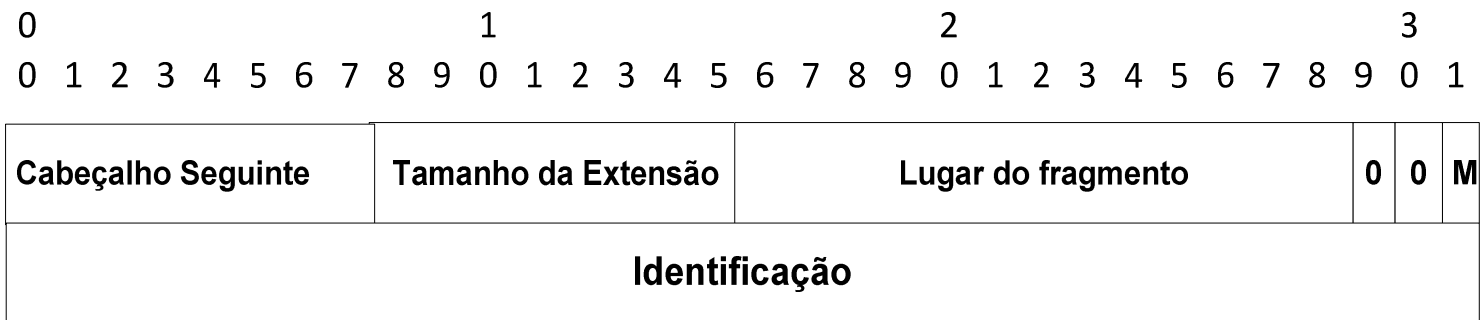 0 1 2 3
0 1 2 3 4 5 6 7 8 9 0 1 2 3 4 5 6 7 8 9 0 1 2 3 4 5 6 7 8 9 0 1
Cabeçalho Seguinte Tamanho da Extensão Lugar do fragmento 0 0 M
Identificação